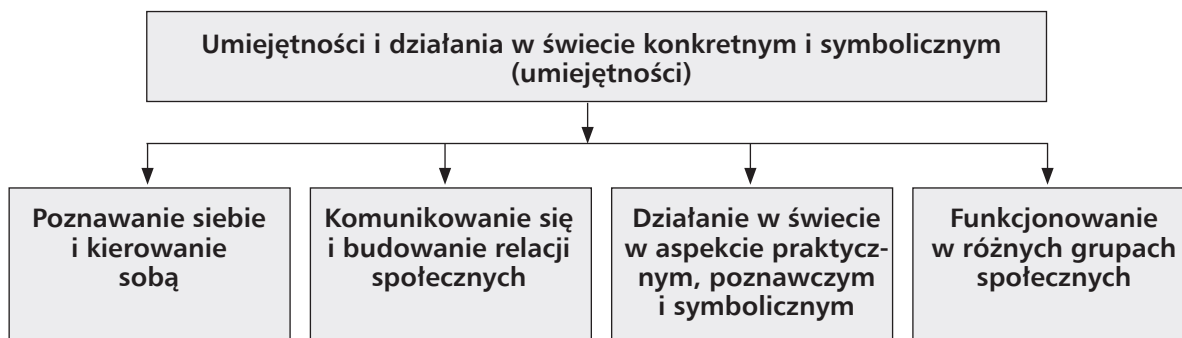 Umiejętności i działania w świecie konkretnym i symbolicznym
(umiejętności)
Poznawanie siebie
i kierowanie
sobą
Komunikowanie się
i budowanie relacji
społecznych
Działanie w świecie
w aspekcie praktycz-
nym, poznawczym
i symbolicznym
Funkcjonowanie
w różnych grupach
społecznych